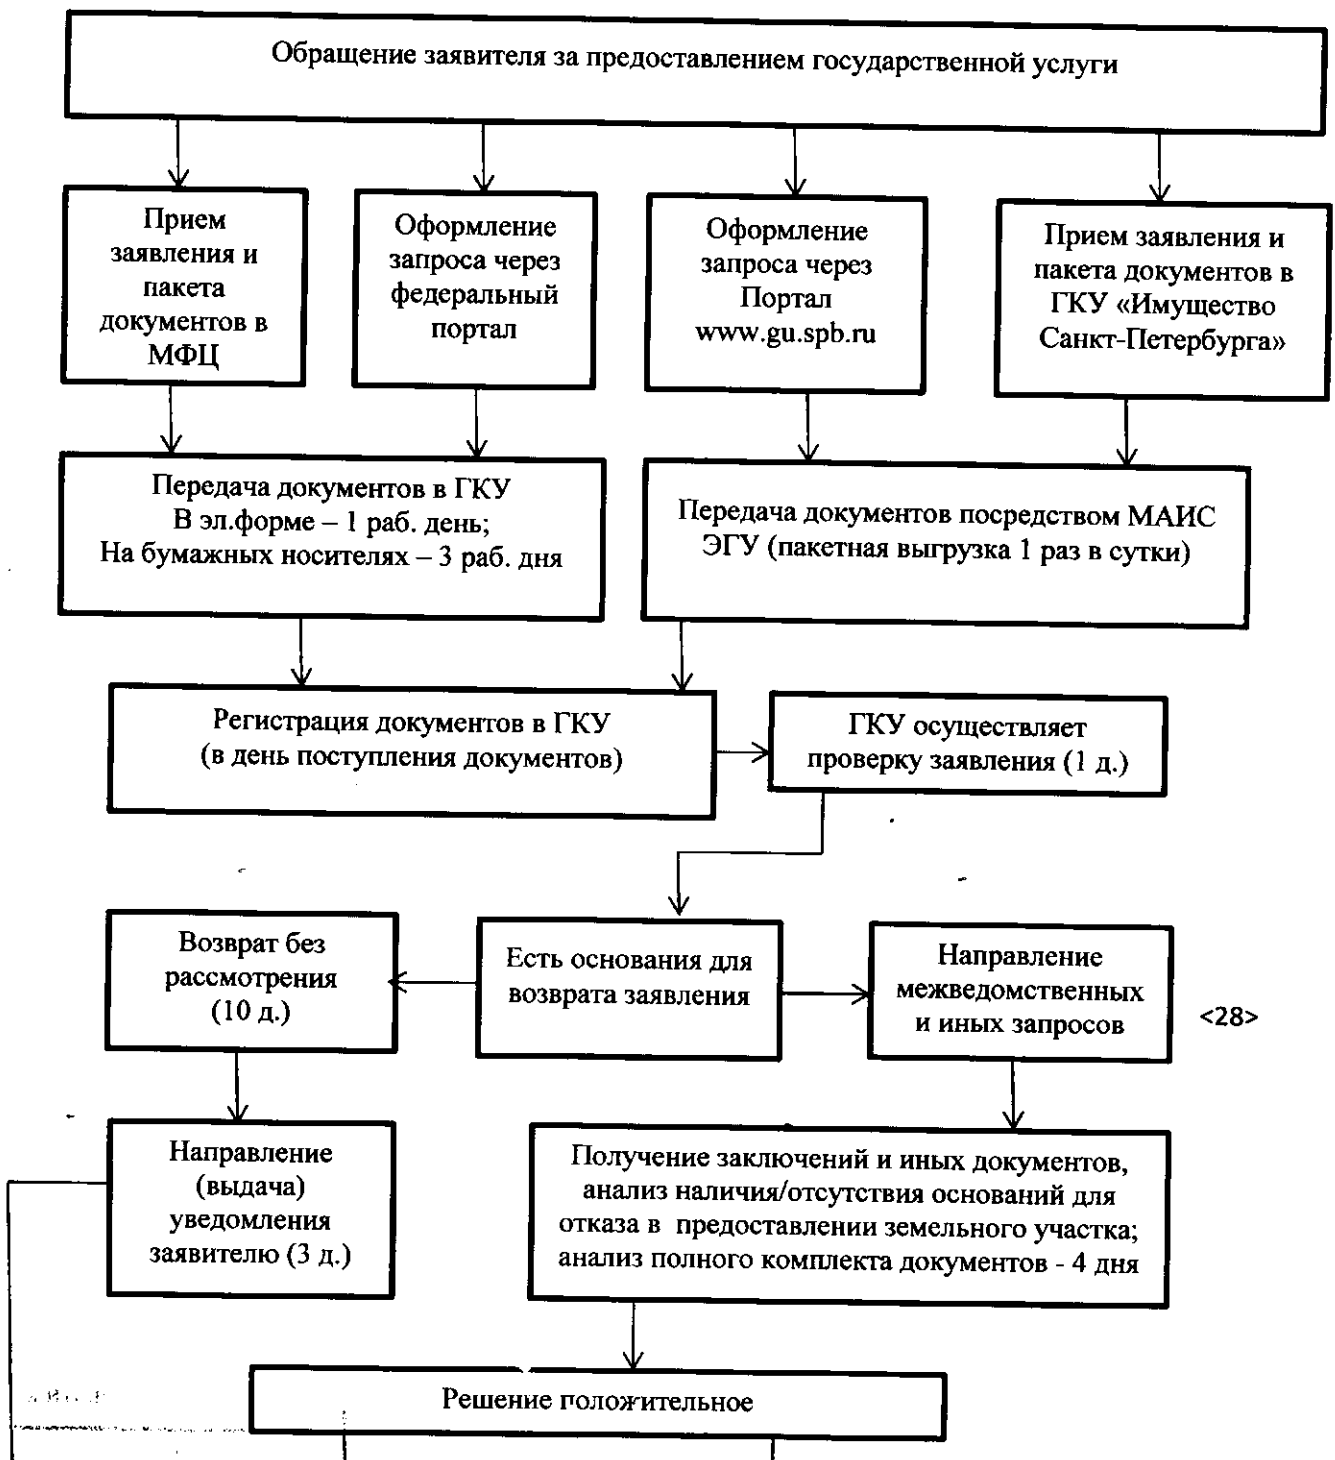 Обращение заявителя за предоставлением государственной услуги
Прием
заявления и
пакета
документов в
МФЦ
Оформление
запроса через
федеральный
портал
Оформление
запроса через
Портал
www.gu.spb.ru
Прием заявления и
пакета документов в
ГКУ «Имущество
Санкт-Петербурга»
Передача документов в ГКУ
В эл.форме – 1 раб. день;
На бумажных носителях – 3 раб. дня
Передача документов посредством МАИС
ЭГУ (пакетная выгрузка 1 раз в сутки)
Регистрация документов в ГКУ
(в день поступления документов)
ГКУ осуществляет
проверку заявления (1 д.)
Возврат без
рассмотрения
(10 д.)
Есть основания для
возврата заявления
Направление
межведомственных
и иных запросов
<28>
Направление
(выдача)
уведомления
заявителю (3 д.)
Получение заключений и иных документов,
анализ наличия/отсутствия оснований для
отказа в предоставлении земельного участка;
анализ полного комплекта документов - 4 дня
Решение положительное